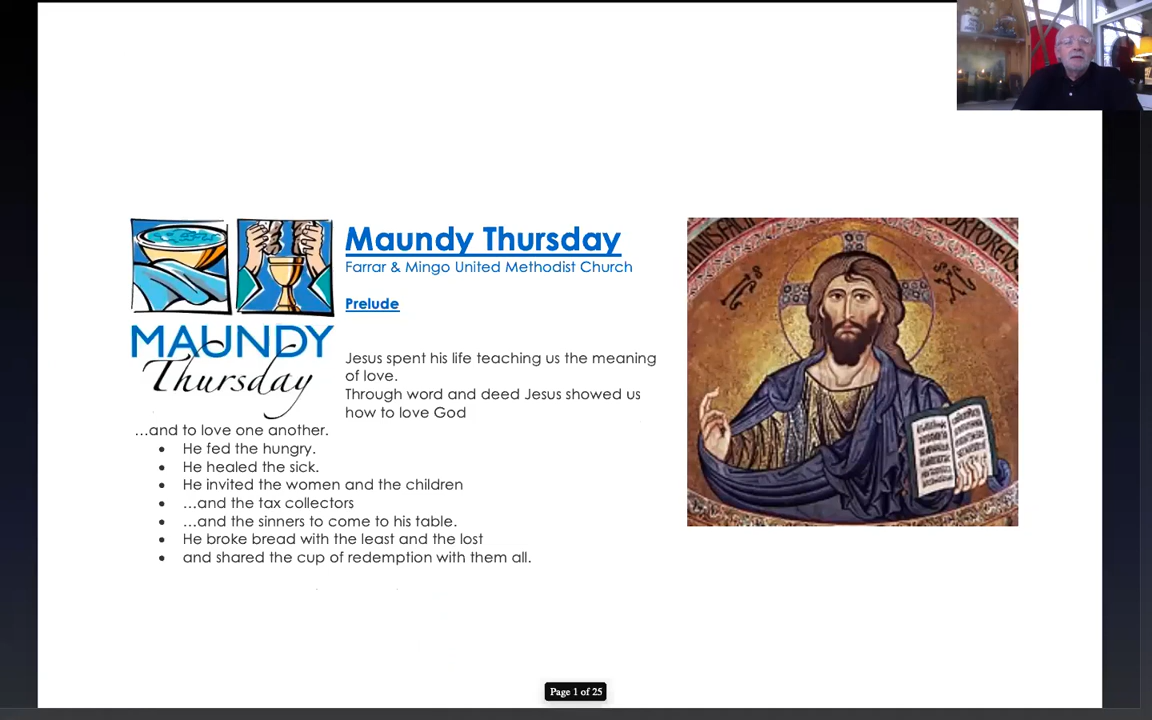 Maundy Thursday
Farrar & Mingo United Methodist Church
Prelude
MAUNDY
Thursday
Jesus spent his life teaching us the meaning
of love.
Through word and deed Jesus showed us
how to love God
…and to love one another.
• He fed the hungry.
• He healed the sick.
• He invited the women and the children
• …and the tax collectors
• …and the sinners to come to his table.
• He broke bread with the least and the lost
• and shared the cup of redemption with them all.
Page 1 of 25